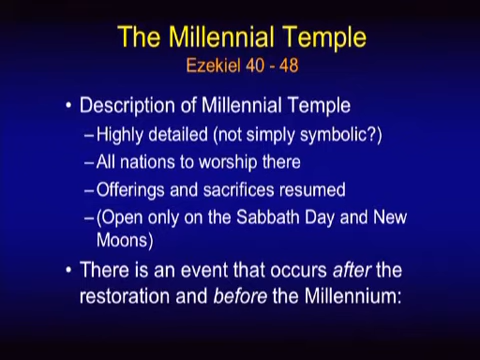 The Millennial Temple
Ezekiel 40 - 48
• Description of Millennial Temple
–Highly detailed (not simply symbolic?)
–All nations to worship there
–Offerings and sacrifices resumed
–(Open only on the Sabbath Day and New
Moons)
• There is an event that occurs after the
restoration and before the Millennium: